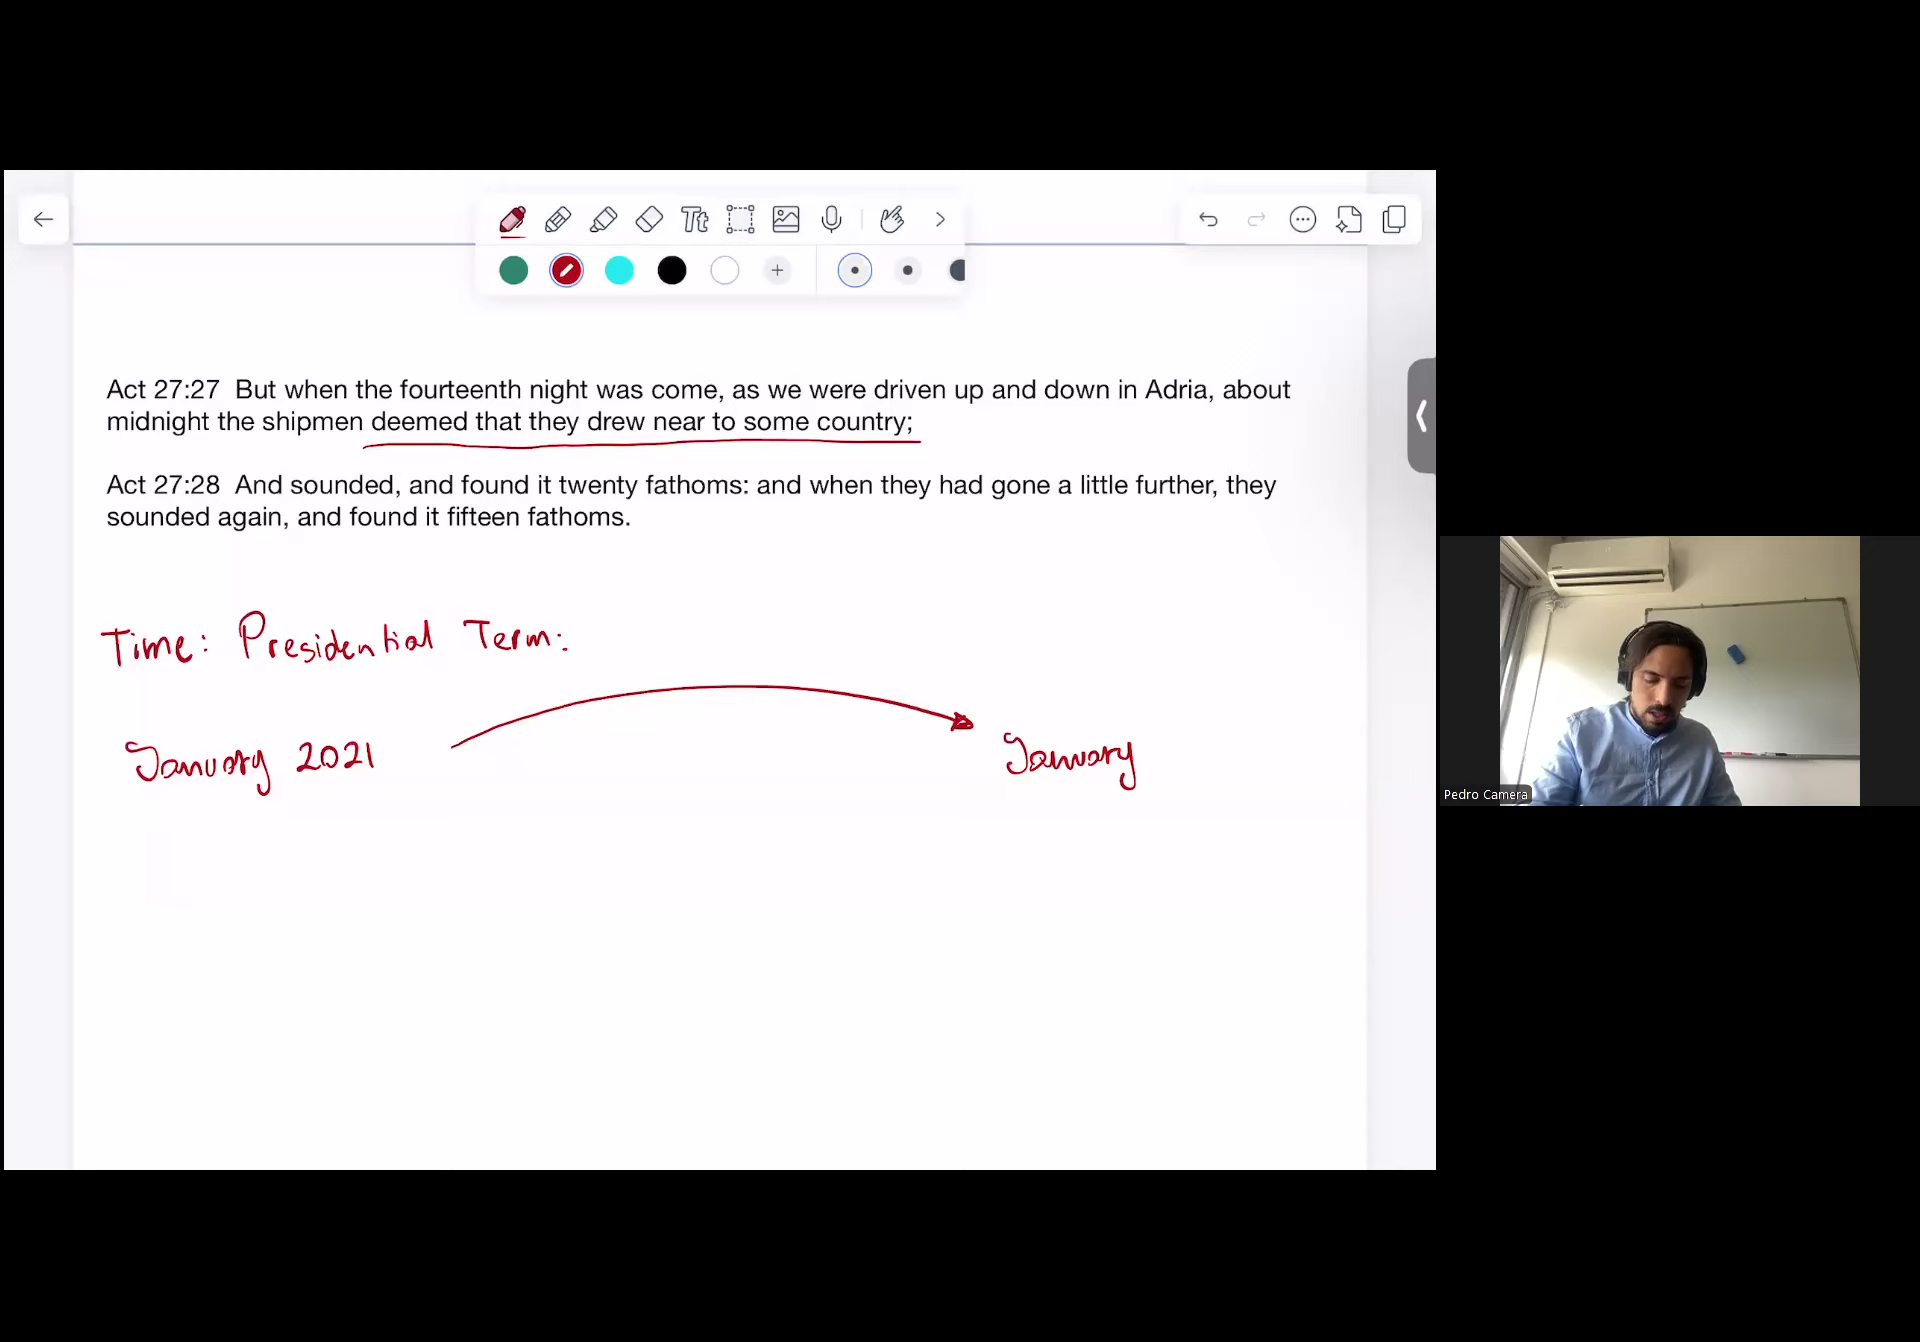 Tt
Act 27:27 But when the fourteenth night was come, as we were driven up and down in Adria, about
midnight the shipmen deemed that they drew near to some country;
Act 27:28 And sounded, and found it twenty fathoms: and when they had gone a little further, they
sounded again, and found it fifteen fathoms.
Time: Presidential Term:
January 2021
January
Pedro Camera